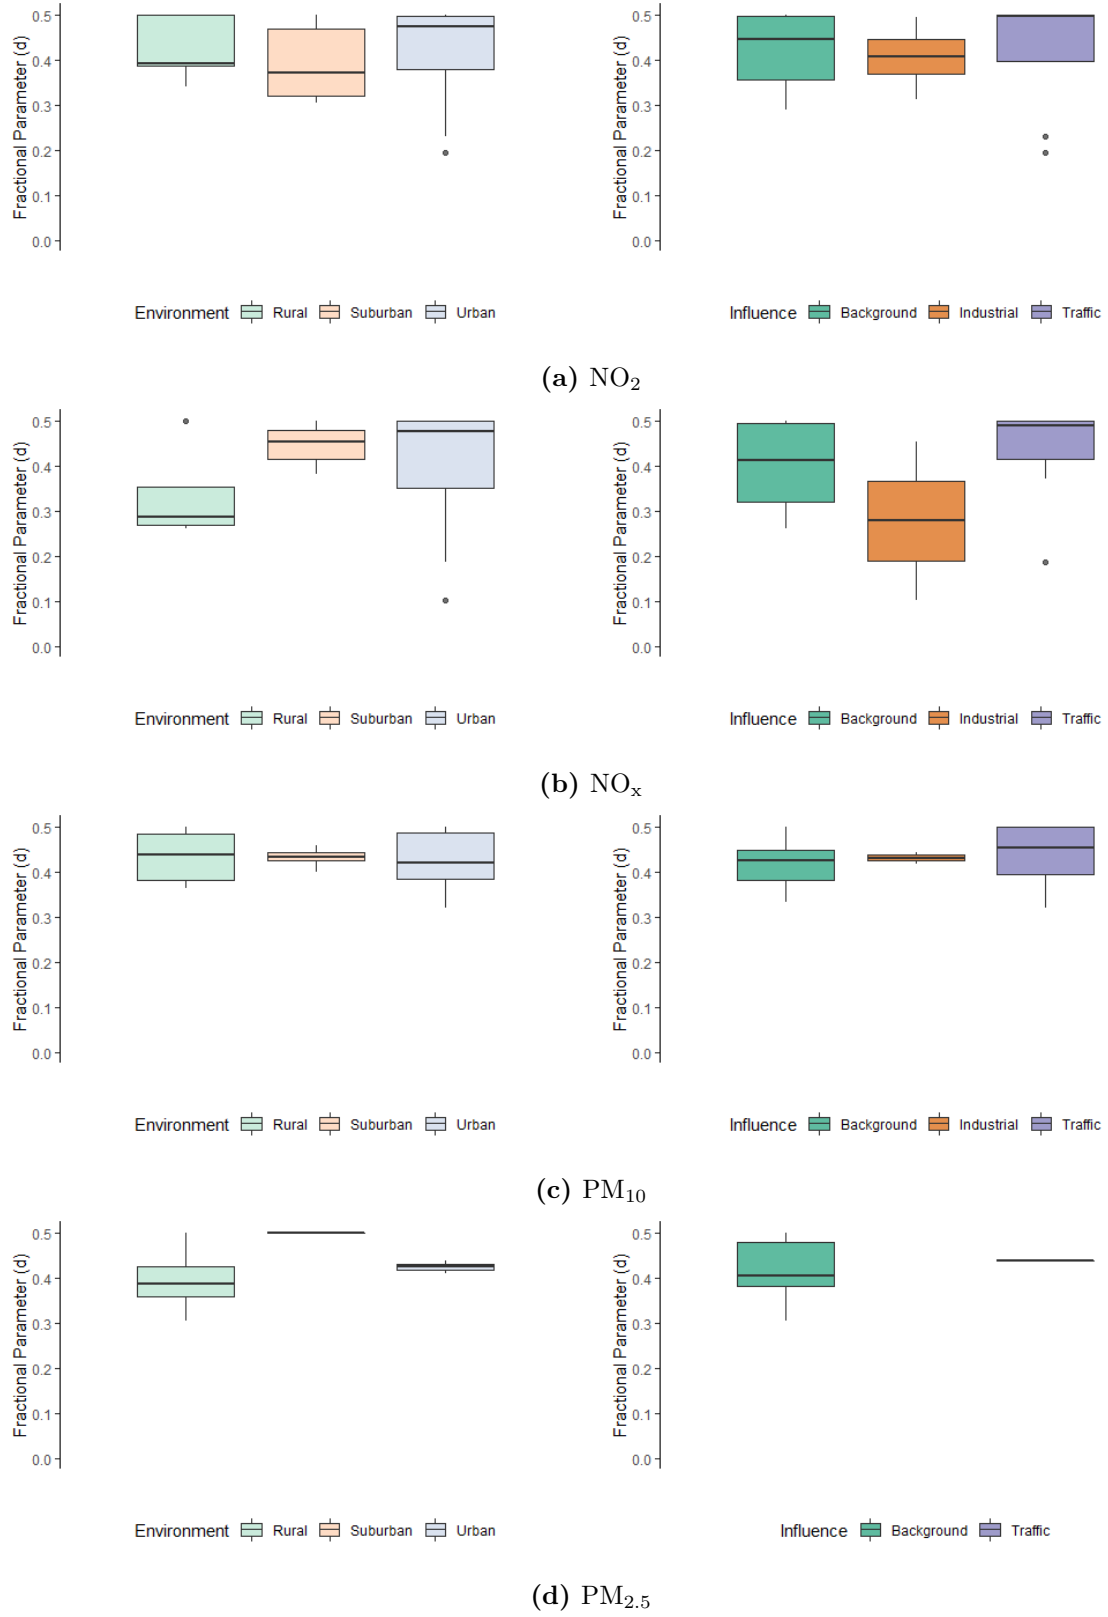 Fractional Parameter (d)
0.5
0.4
0.3
0.2
0.1
0.0
Environment Rural Suburban Urban
Fractional Parameter (d)
0.5
0.4
0.3
0.2
0.1
0.0
Influence Background Industrial Traffic
(a) NO₂
Fractional Parameter (d)
0.5
0.4
0.3
0.2
0.1
0.0
Environment Rural Suburban Urban
Fractional Parameter (d)
0.5
0.4
0.3
0.2
0.1
0.0
Influence Background Industrial Traffic
(b) NOₓ
Fractional Parameter (d)
0.5
0.4
0.3
0.2
0.1
0.0
Environment Rural Suburban Urban
Fractional Parameter (d)
0.5
0.4
0.3
0.2
0.1
0.0
Influence Background Industrial Traffic
(c) PM₁₀
Fractional Parameter (d)
0.5
0.4
0.3
0.2
0.1
0.0
Environment Rural Suburban Urban
Fractional Parameter (d)
0.5
0.4
0.3
0.2
0.1
0.0
Influence Background Traffic
(d) PM₂.₅